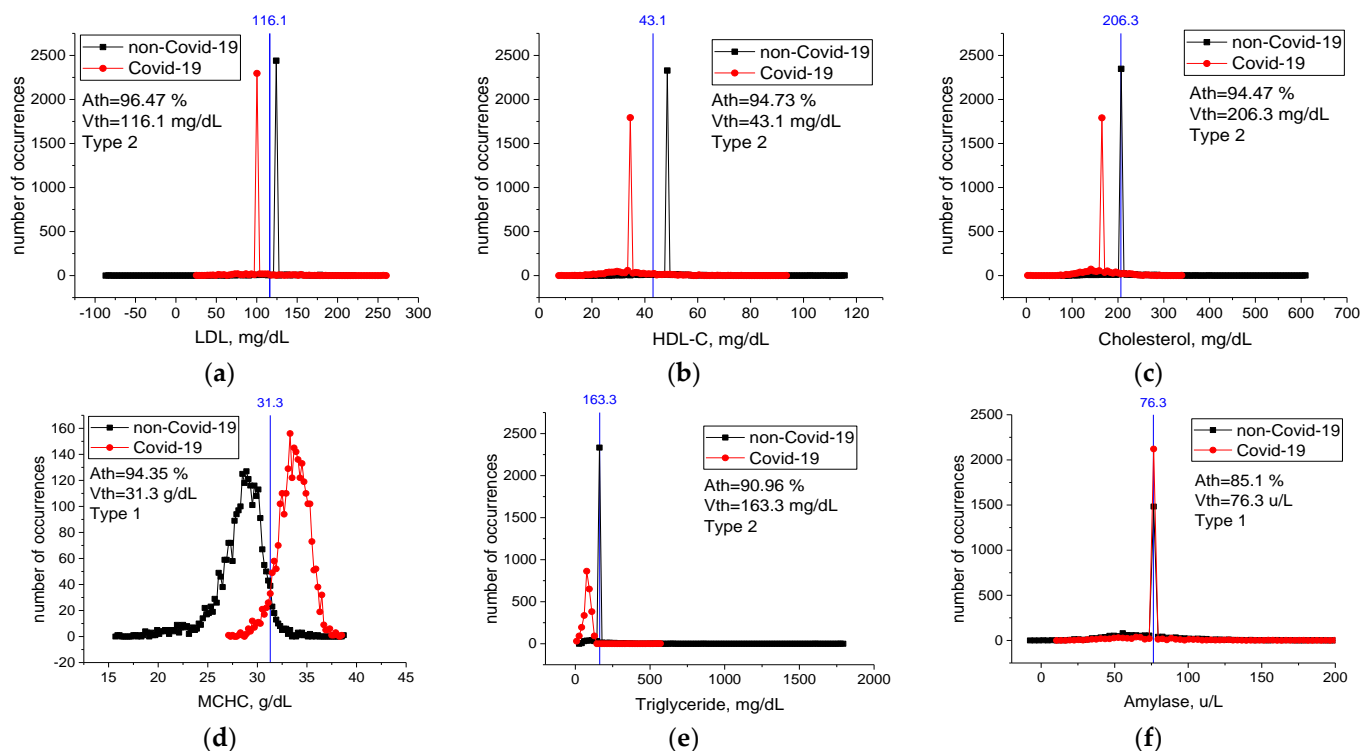 116.1
number of occurrences
2500
2000
1500
1000
500
0
non-Covid-19
Covid-19
Ath=96.47 %
Vth=116.1 mg/dL
Type 2
-100 -50 0 50 100 150 200 250 300
LDL, mg/dL
(a)
43.1
number of occurrences
2500
2000
1500
1000
500
0
non-Covid-19
Covid-19
Ath=94.73 %
Vth=43.1 mg/dL
Type 2
0 20 40 60 80 100 120
HDL-C, mg/dL
(b)
206.3
number of occurrences
2500
2000
1500
1000
500
0
non-Covid-19
Covid-19
Ath=94.47 %
Vth=206.3 mg/dL
Type 2
0 100 200 300 400 500 600 700
Cholesterol, mg/dL
(c)
31.3
number of occurrences
160
140
120
100
80
60
40
20
0
-20
non-Covid-19
Covid-19
Ath=94.35 %
Vth=31.3 g/dL
Type 1
15 20 25 30 35 40 45
MCHC, g/dL
(d)
163.3
number of occurrences
2500
2000
1500
1000
500
0
non-Covid-19
Covid-19
Ath=90.96 %
Vth=163.3 mg/dL
Type 2
0 500 1000 1500 2000
Triglyceride, mg/dL
(e)
76.3
number of occurrences
2500
2000
1500
1000
500
0
non-Covid-19
Covid-19
Ath=85.1 %
Vth=76.3 u/L
Type 1
0 50 100 150 200
Amylase, u/L
(f)